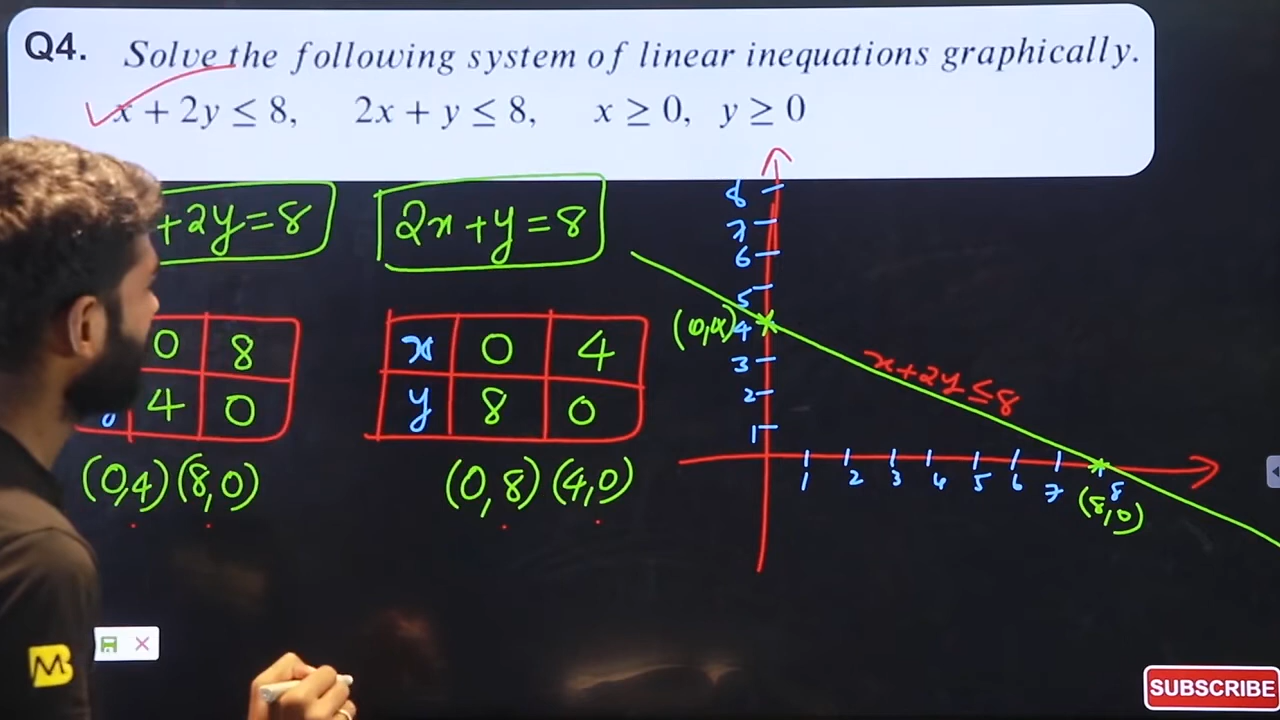 Q4. Solve the following system of linear inequations graphically.
x + 2y ≤ 8, 2x + y ≤ 8, x ≥ 0, y ≥ 0
+2y=8
2x+y=8
0 8
4 0
(0,4) (8,0)
x 0 4
y 8 0
(0,8) (4,0)
8
7
6
5
(0,4) 4
3
2
1
x+2y≤8
1 2 3 4 5 6 7 8
(8,0)
M
SUBSCRIBE